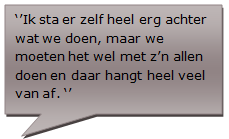 ‘’Ik sta er zelf heel erg achter
wat we doen, maar we
moeten het wel met z’n allen
doen en daar hangt heel veel
van af. ‘’